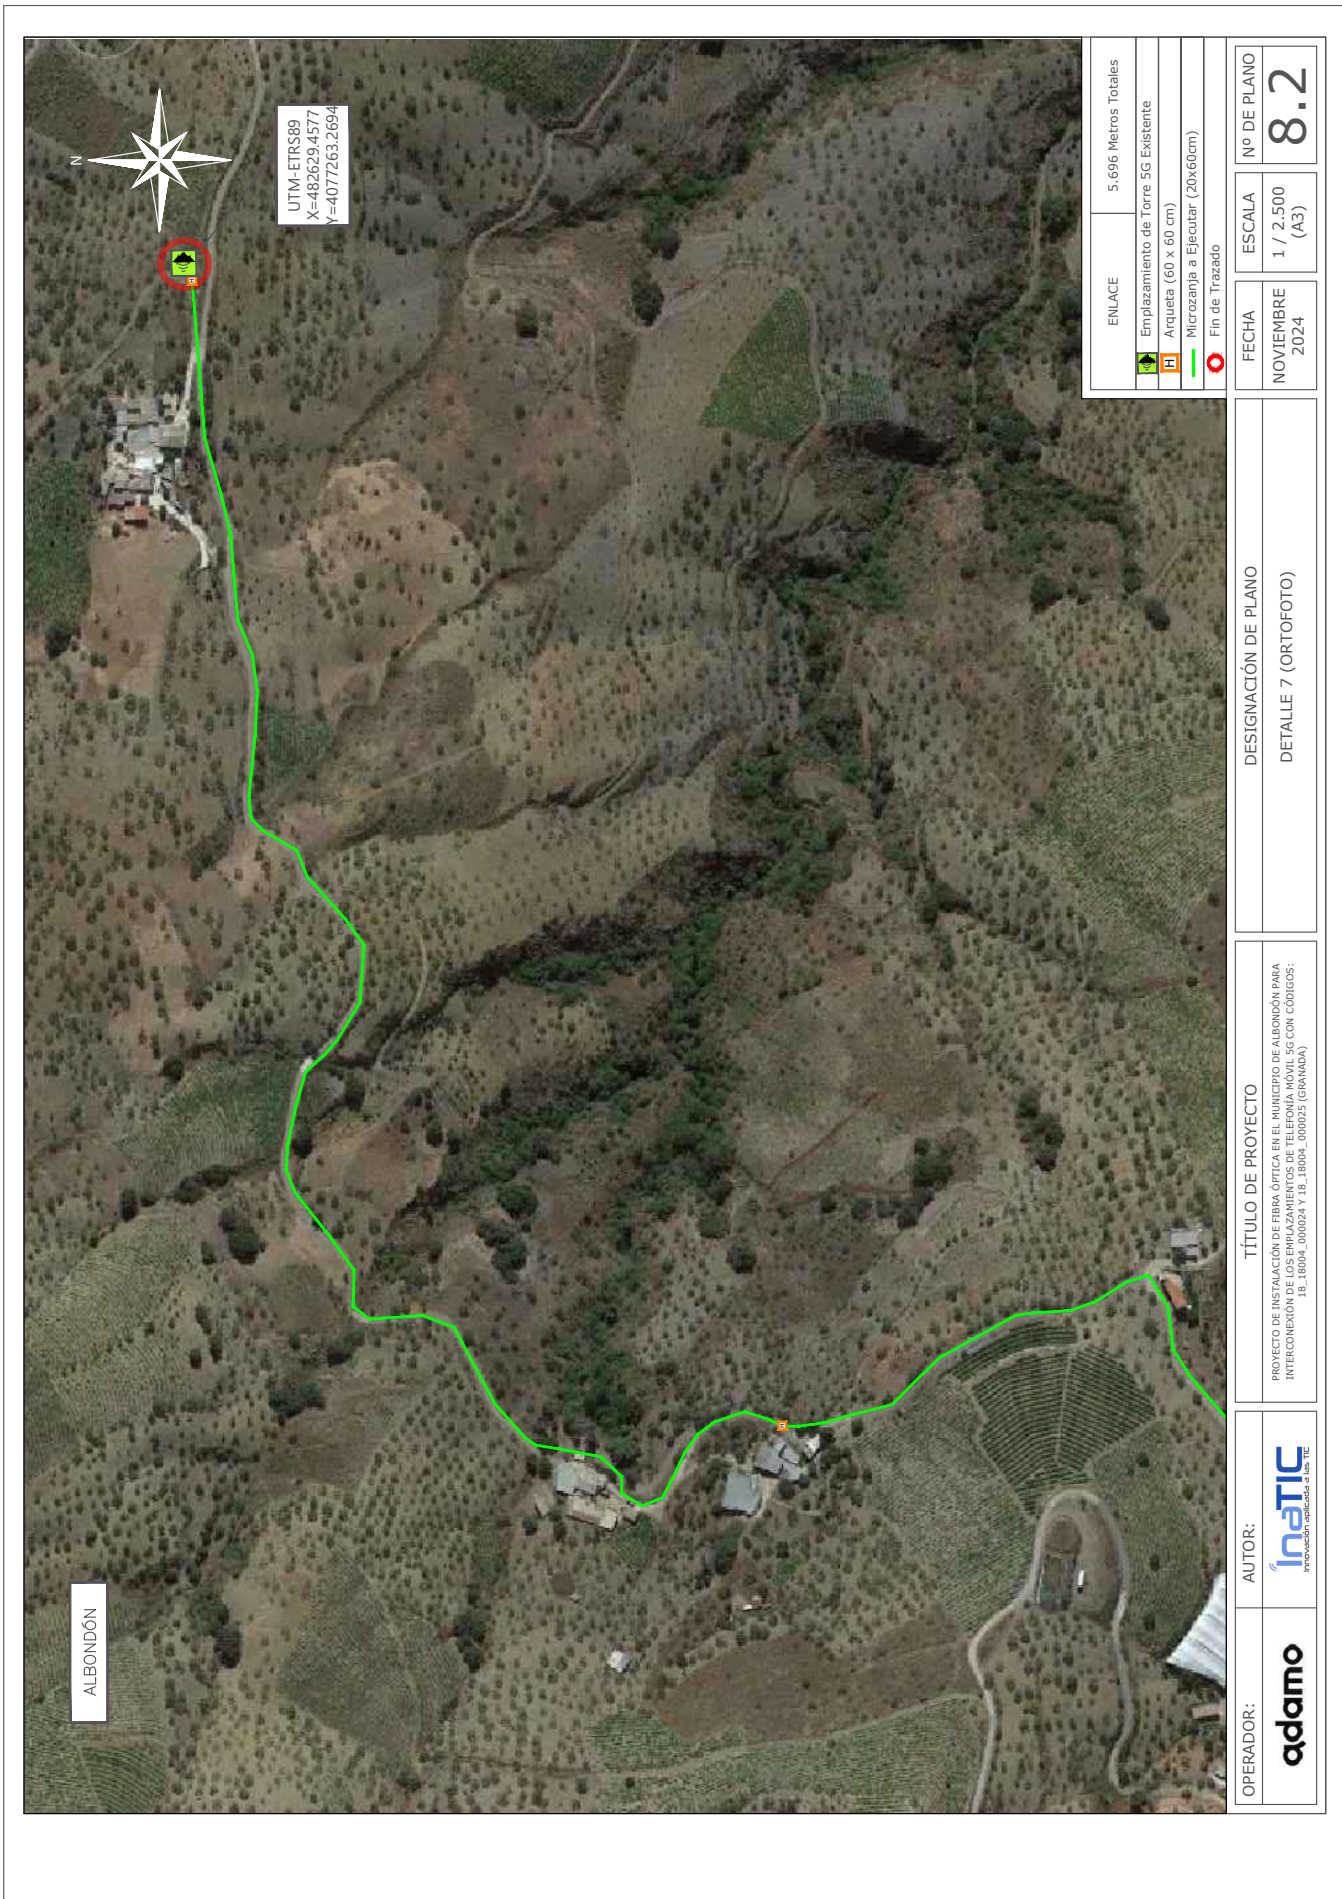 ALBONDÓN
N
UTM-ETRS89
X=482629.4577
Y=4077263.2694
ENLACE
5.696 Metros Totales
Emplazamiento de Torre 5G Existente
H
Arqueta (60 x 60 cm)
Microzanja a Ejecutar (20x60cm)
Fin de Trazado
H
H
OPERADOR:
adamo
AUTOR:
InaTIC
Innovación aplicada a las TIC
TÍTULO DE PROYECTO
PROYECTO DE INSTALACIÓN DE FIBRA ÓPTICA EN EL MUNICIPIO DE ALBONDÓN PARA
INTERCONEXIÓN DE LOS EMPLAZAMIENTOS DE TELEFONÍA MÓVIL 5G CON CÓDIGOS:
18_18004_000024 Y 18_18004_000025 (GRANADA)
DESIGNACIÓN DE PLANO
DETALLE 7 (ORTOFOTO)
FECHA
NOVIEMBRE
2024
ESCALA
1 / 2.500
(A3)
Nº DE PLANO
8.2